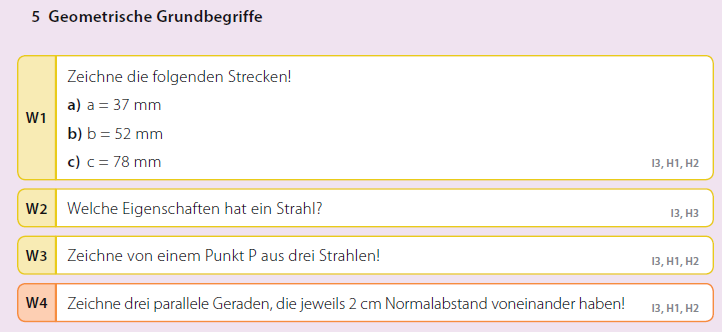 5 Geometrische Grundbegriffe
W1
Zeichne die folgenden Strecken!
a) a = 37 mm
b) b = 52 mm
c) c = 78 mm
I3, H1, H2
W2
Welche Eigenschaften hat ein Strahl?
I3, H3
W3
Zeichne von einem Punkt P aus drei Strahlen!
I3, H1, H2
W4
Zeichne drei parallele Geraden, die jeweils 2 cm Normalabstand voneinander haben!
I3, H1, H2